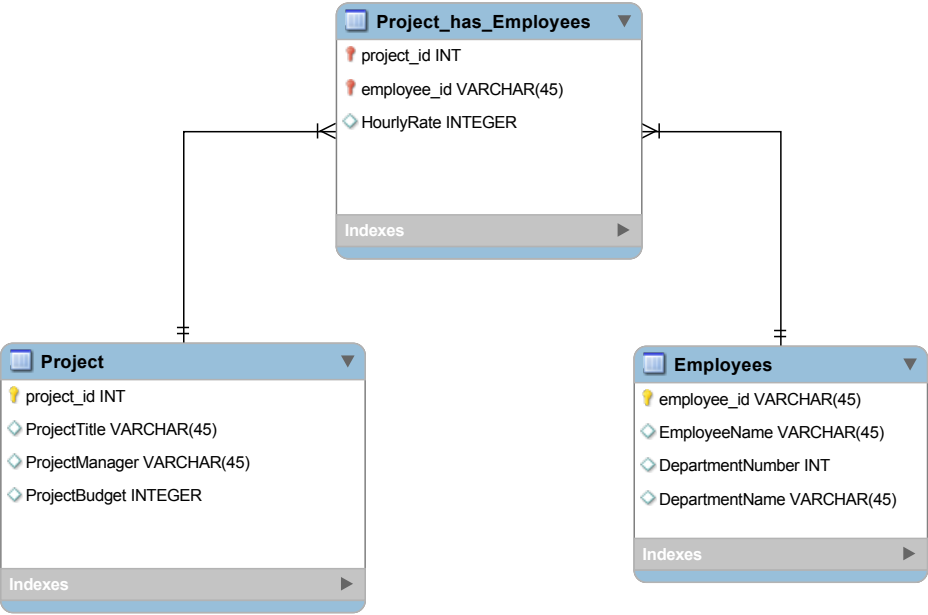 Project_has_Employees
project_id INT
employee_id VARCHAR(45)
HourlyRate INTEGER
Indexes
Project
project_id INT
ProjectTitle VARCHAR(45)
ProjectManager VARCHAR(45)
ProjectBudget INTEGER
Indexes
Employees
employee_id VARCHAR(45)
EmployeeName VARCHAR(45)
DepartmentNumber INT
DepartmentName VARCHAR(45)
Indexes